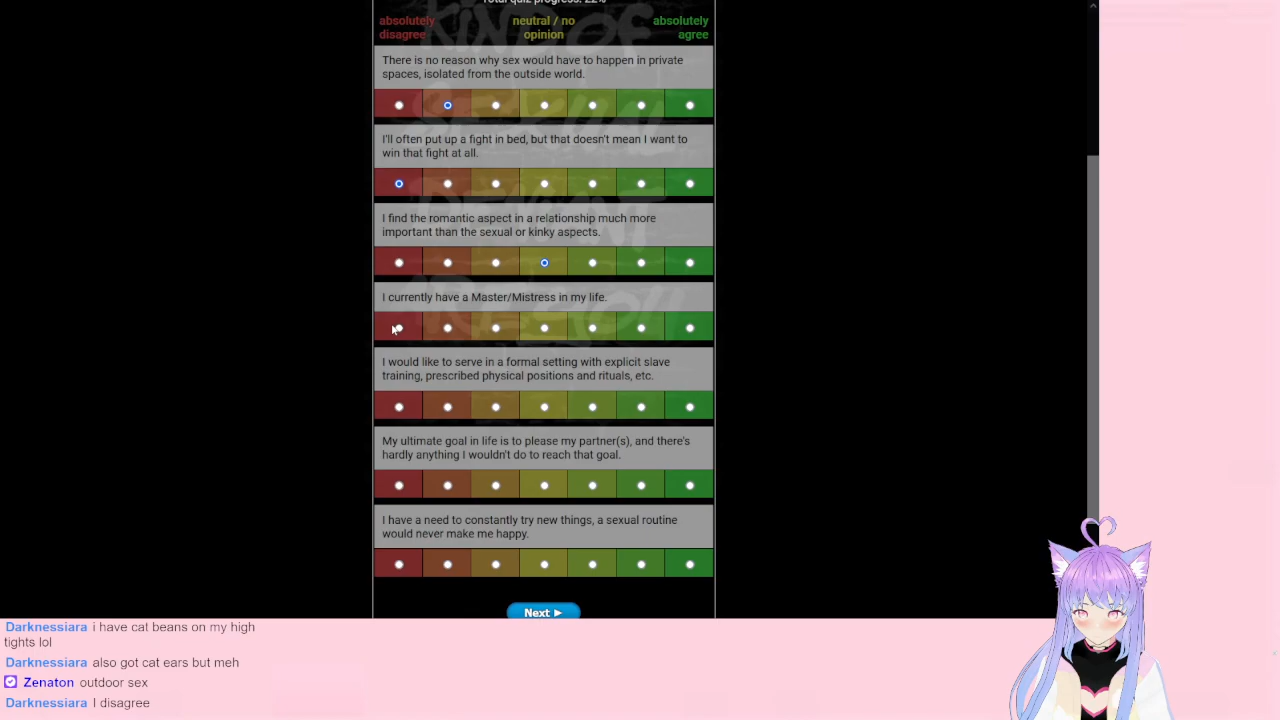 Total quiz progress: 22%
absolutely disagree
neutral / no opinion
absolutely agree
There is no reason why sex would have to happen in private
spaces, isolated from the outside world.
I'll often put up a fight in bed, but that doesn't mean I want to
win that fight at all.
I find the romantic aspect in a relationship much more
important than the sexual or kinky aspects.
I currently have a Master/Mistress in my life.
I would like to serve in a formal setting with explicit slave
training, prescribed physical positions and rituals, etc.
My ultimate goal in life is to please my partner(s), and there's
hardly anything I wouldn't do to reach that goal.
I have a need to constantly try new things, a sexual routine
would never make me happy.
Next ►
Darknessiara i have cat beans on my high
tights lol
Darknessiara also got cat ears but meh
Zenaton outdoor sex
Darknessiara I disagree